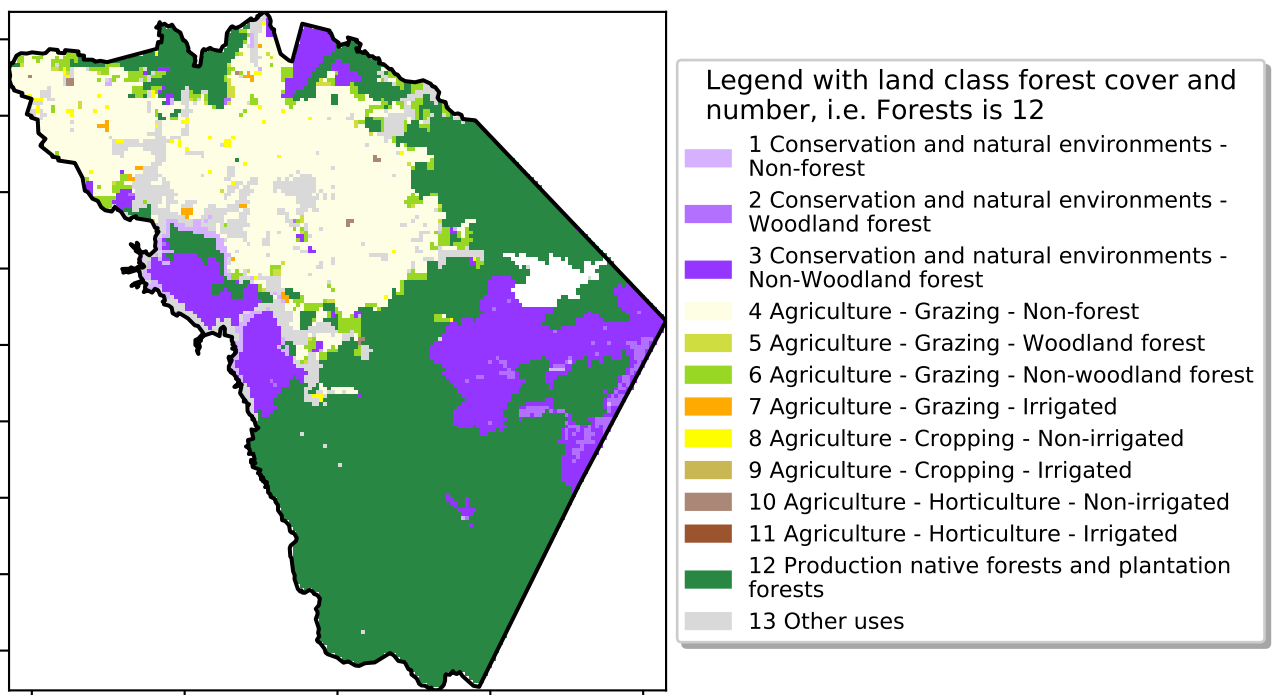 Legend with land class forest cover and
number, i.e. Forests is 12
1 Conservation and natural environments -
Non-forest
2 Conservation and natural environments -
Woodland forest
3 Conservation and natural environments -
Non-Woodland forest
4 Agriculture - Grazing - Non-forest
5 Agriculture - Grazing - Woodland forest
6 Agriculture - Grazing - Non-woodland forest
7 Agriculture - Grazing - Irrigated
8 Agriculture - Cropping - Non-irrigated
9 Agriculture - Cropping - Irrigated
10 Agriculture - Horticulture - Non-irrigated
11 Agriculture - Horticulture - Irrigated
12 Production native forests and plantation
forests
13 Other uses